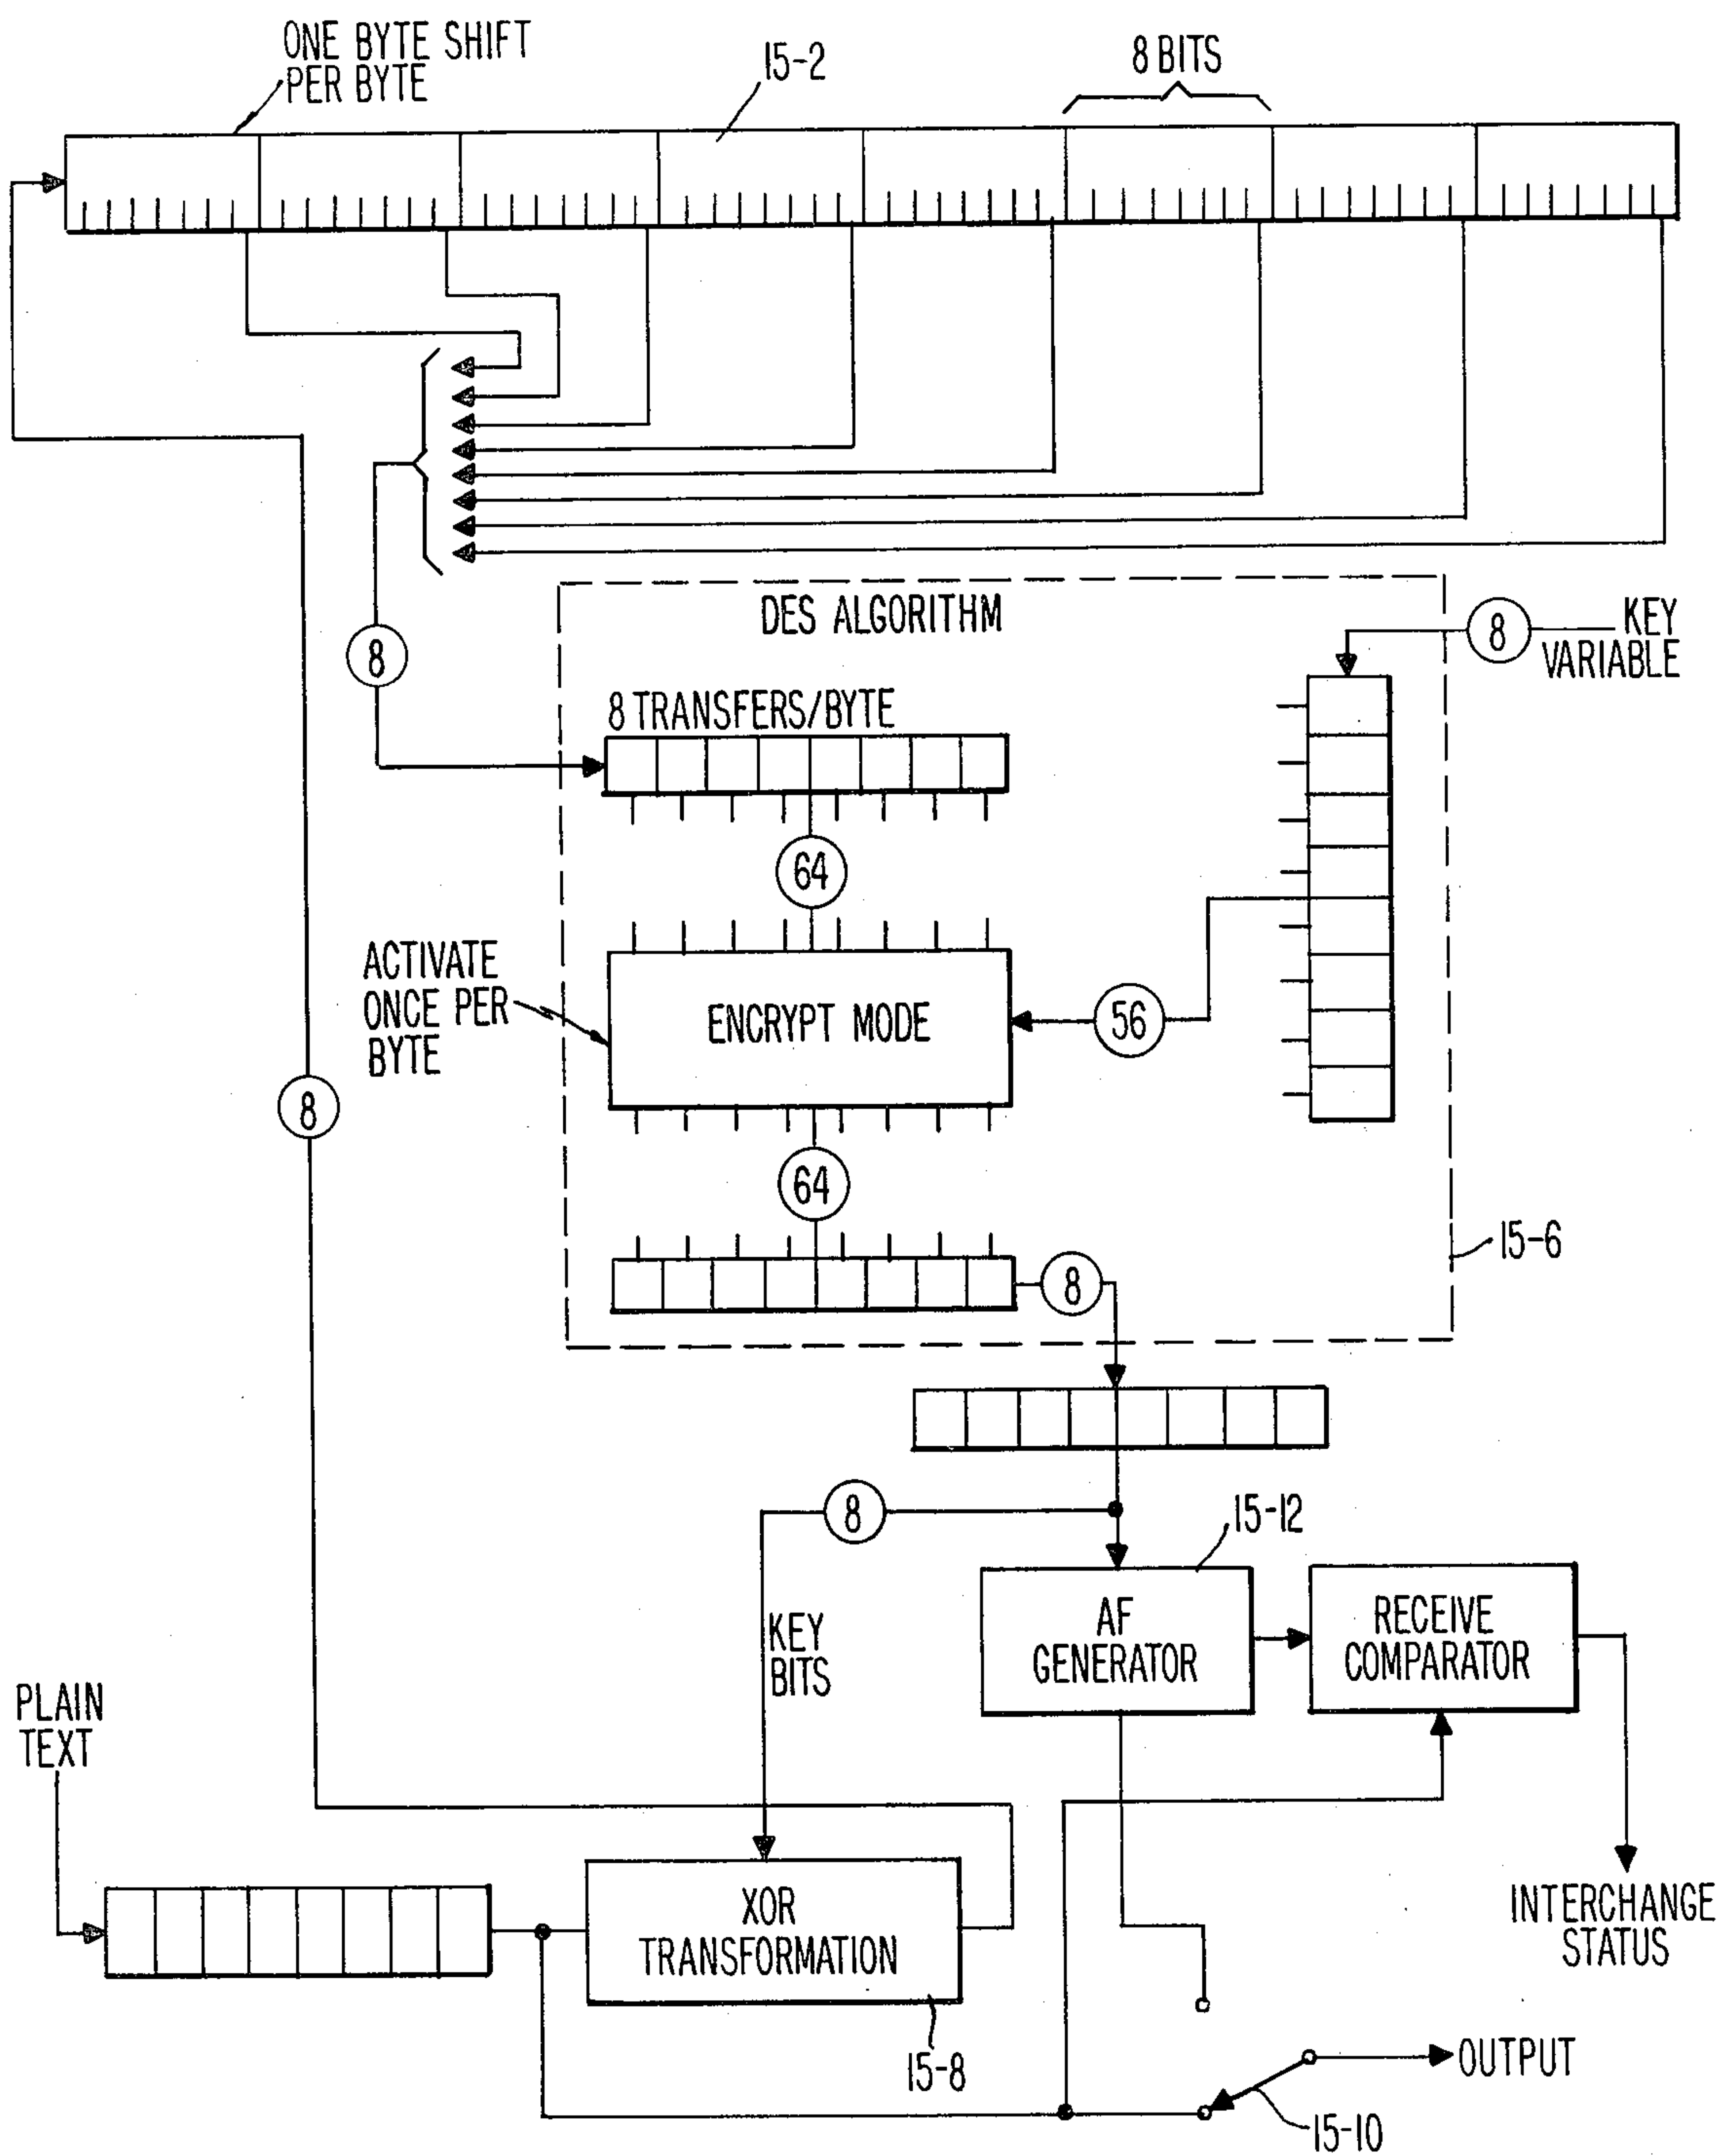 ONE BYTE SHIFT
PER BYTE
15-2
8 BITS
DES ALGORITHM
8
KEY
VARIABLE
8
8 TRANSFERS/BYTE
64
ACTIVATE
ONCE PER
BYTE
ENCRYPT MODE
56
8
64
15-6
8
8
15-12
AF
GENERATOR
RECEIVE
COMPARATOR
KEY
BITS
PLAIN
TEXT
XOR
TRANSFORMATION
INTERCHANGE
STATUS
15-8
OUTPUT
15-10